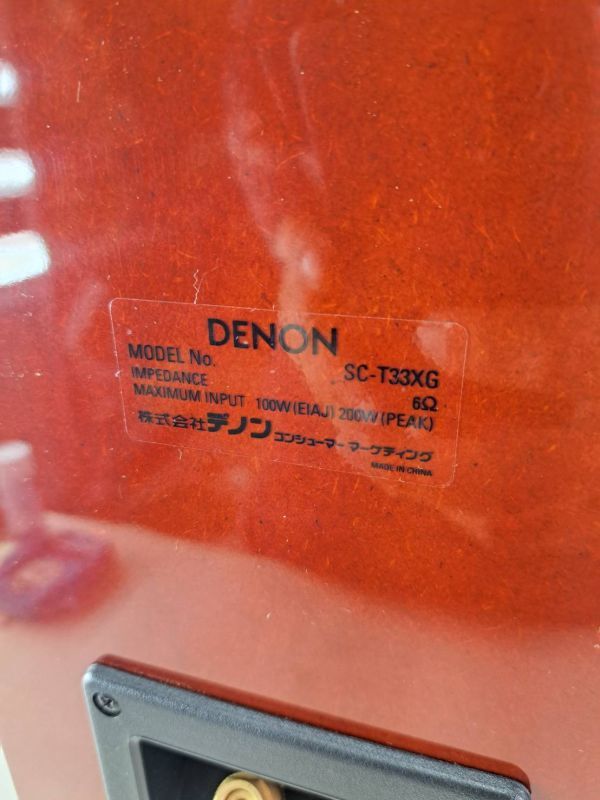 DENON
MODEL No. SC-T33XG
IMPEDANCE 6Ω
MAXIMUM INPUT 100W(EIAJ) 200W(PEAK)
株式会社デノン コンシューマー マーケティング
MADE IN CHINA